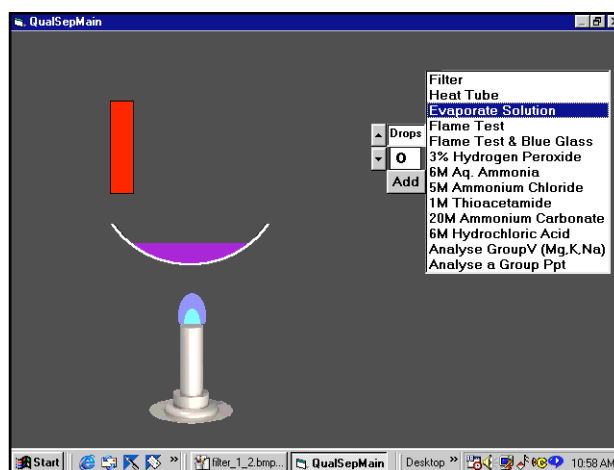 QualSepMain
Filter
Heat Tube
Evaporate Solution
Flame Test
Flame Test & Blue Glass
3% Hydrogen Peroxide
6M Aq. Ammonia
5M Ammonium Chloride
1M Thioacetamide
20M Ammonium Carbonate
6M Hydrochloric Acid
Analyse GroupV (Mg,K,Na)
Analyse a Group Ppt
Drops
0
Add
Start
»
filter_1_2.bmp...
QualSepMain
Desktop »
10:58 AM